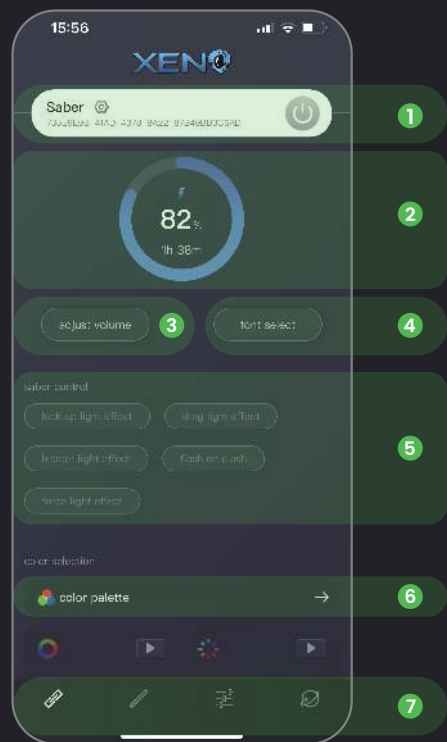 15:56
XENO
Saber
1
2
82%
1h 38m
adjust volume
3
font select
4
saber control
lock up light effect
drag light effect
5
blaster light effect
flash on clash
force light effect
color selection
color palette
6
7